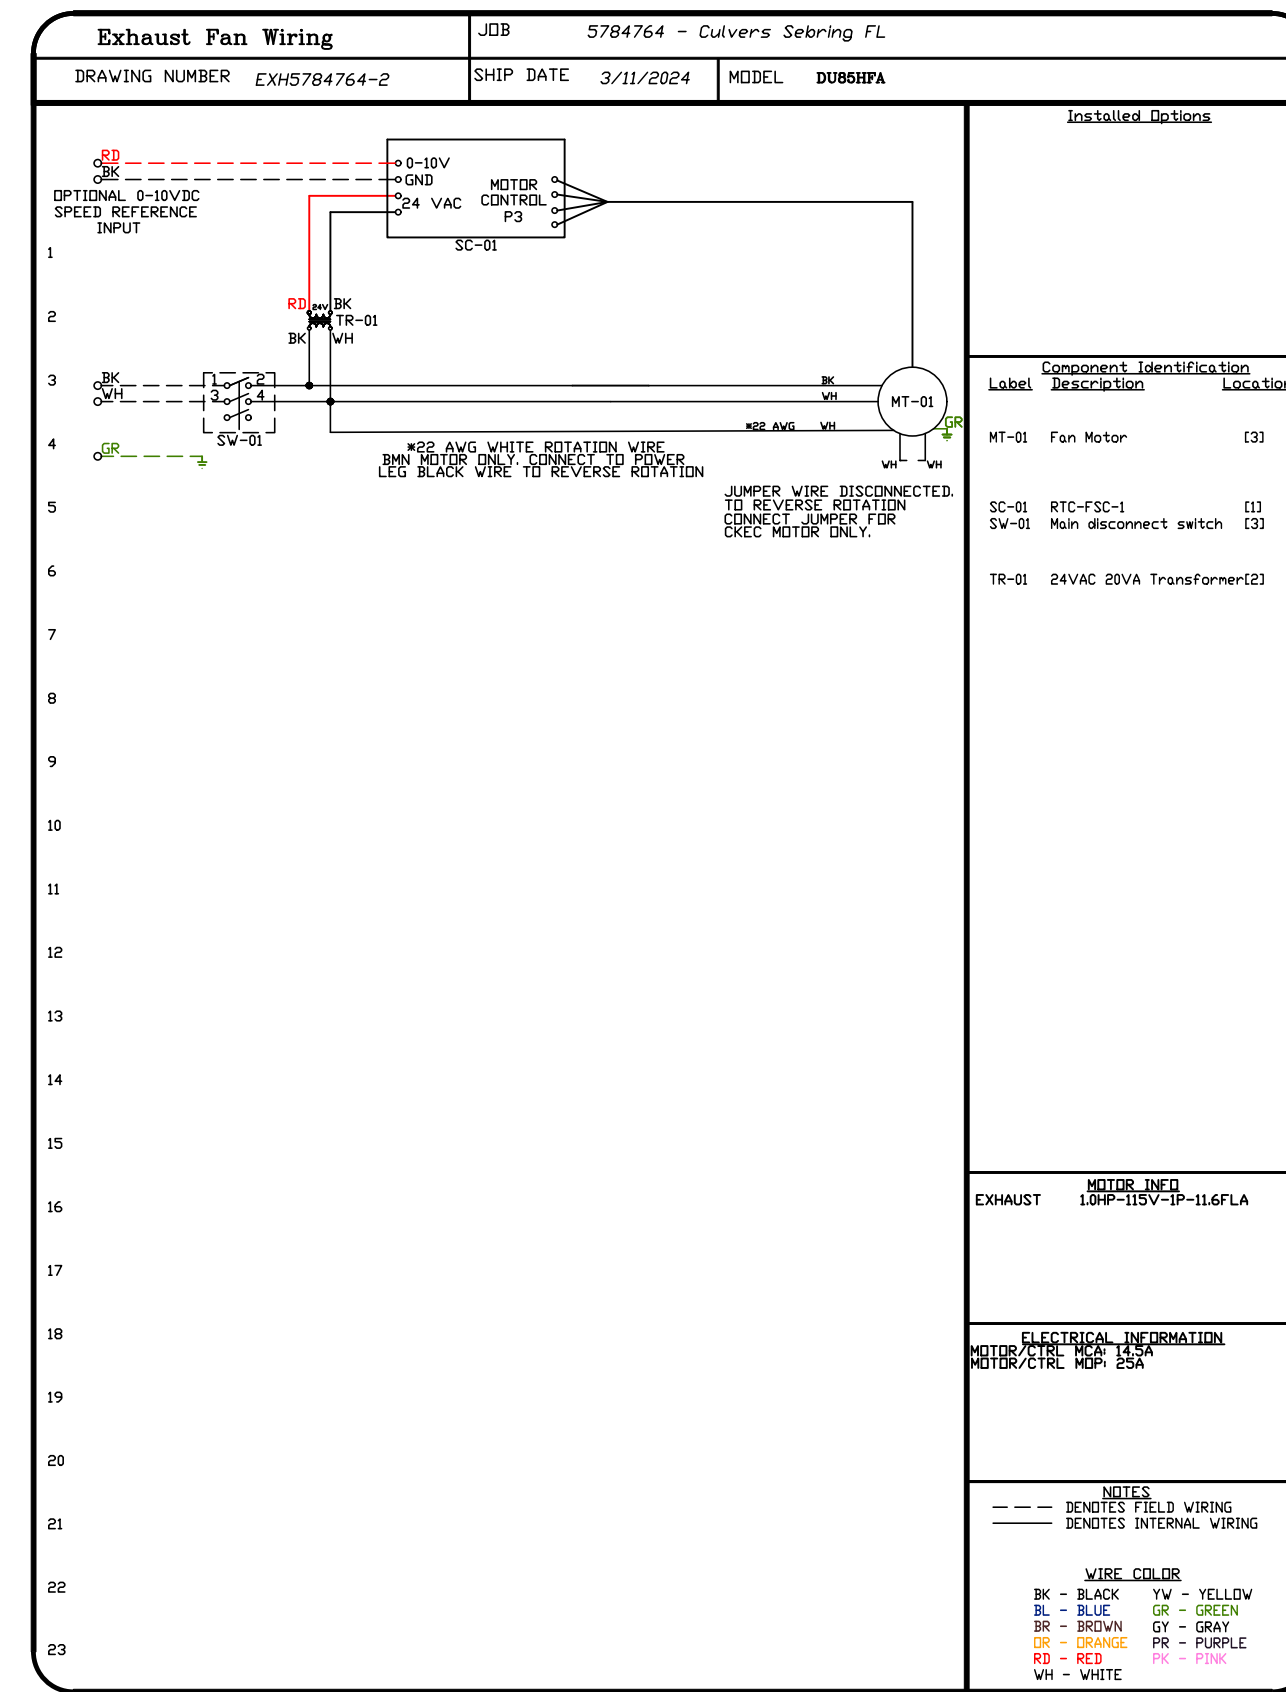 Exhaust Fan Wiring
JOB 5784764 - Culvers Sebring FL
DRAWING NUMBER EXH5784764-2
SHIP DATE 3/11/2024
MODEL DU85HFA
RD
BK
OPTIONAL 0-10VDC
SPEED REFERENCE
INPUT
0-10V
GND
24 VAC
MOTOR
CONTROL
P3
SC-01
1
2
RD 24V BK
TR-01
BK WH
3
BK
WH
1 2
3 4
SW-01
BK
WH
MT-01
*22 AWG WH
GR
WH WH
4
GR
*22 AWG WHITE ROTATION WIRE
BMN MOTOR ONLY. CONNECT TO POWER
LEG BLACK WIRE TO REVERSE ROTATION
JUMPER WIRE DISCONNECTED.
TO REVERSE ROTATION
CONNECT JUMPER FOR
CKEC MOTOR ONLY.
5
6
7
8
9
10
11
12
13
14
15
16
17
18
19
20
21
22
23
Installed Options
Component Identification
Label Description Location
MT-01 Fan Motor [3]
SC-01 RTC-FSC-1 [1]
SW-01 Main disconnect switch [3]
TR-01 24VAC 20VA Transformer[2]
MOTOR INFO
EXHAUST 1.0HP-115V-1P-11.6FLA
ELECTRICAL INFORMATION
MOTOR/CTRL MCA: 14.5A
MOTOR/CTRL MOP: 25A
NOTES
DENOTES FIELD WIRING
DENOTES INTERNAL WIRING
WIRE COLOR
BK - BLACK YW - YELLOW
BL - BLUE GR - GREEN
BR - BROWN GY - GRAY
OR - ORANGE PR - PURPLE
RD - RED PK - PINK
WH - WHITE